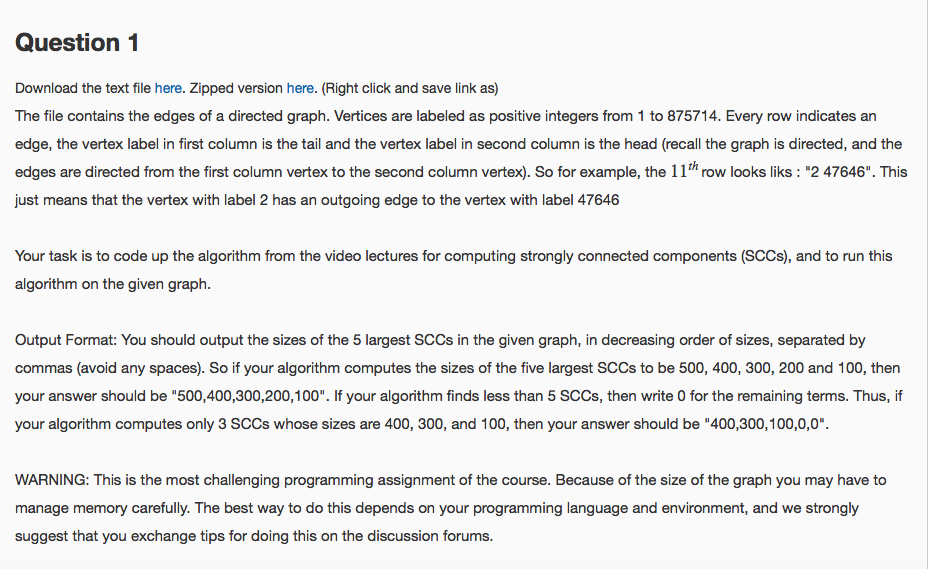 Question 1
Download the text file here. Zipped version here. (Right click and save link as)
The file contains the edges of a directed graph. Vertices are labeled as positive integers from 1 to 875714. Every row indicates an
edge, the vertex label in first column is the tail and the vertex label in second column is the head (recall the graph is directed, and the
edges are directed from the first column vertex to the second column vertex). So for example, the 11th row looks liks : "2 47646". This
just means that the vertex with label 2 has an outgoing edge to the vertex with label 47646
Your task is to code up the algorithm from the video lectures for computing strongly connected components (SCCs), and to run this
algorithm on the given graph.
Output Format: You should output the sizes of the 5 largest SCCs in the given graph, in decreasing order of sizes, separated by
commas (avoid any spaces). So if your algorithm computes the sizes of the five largest SCCs to be 500, 400, 300, 200 and 100, then
your answer should be "500,400,300,200,100". If your algorithm finds less than 5 SCCs, then write 0 for the remaining terms. Thus, if
your algorithm computes only 3 SCCs whose sizes are 400, 300, and 100, then your answer should be "400,300,100,0,0".
WARNING: This is the most challenging programming assignment of the course. Because of the size of the graph you may have to
manage memory carefully. The best way to do this depends on your programming language and environment, and we strongly
suggest that you exchange tips for doing this on the discussion forums.